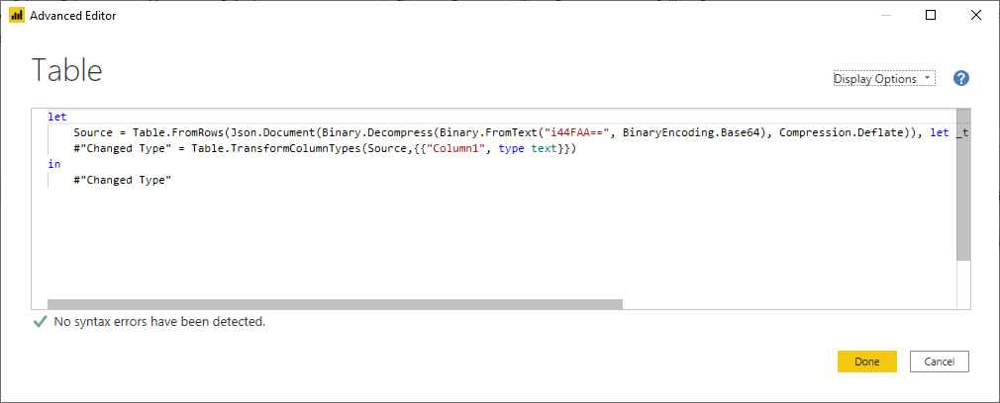 Advanced Editor
Table
Display Options
?
let
Source = Table.FromRows(Json.Document(Binary.Decompress(Binary.FromText("i44FAA==", BinaryEncoding.Base64), Compression.Deflate)), let _t
#"Changed Type" = Table.TransformColumnTypes(Source,{{"Column1", type text}})
in
#"Changed Type"
No syntax errors have been detected.
Done Cancel